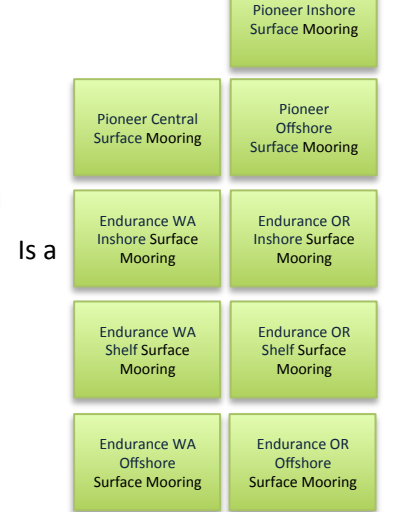 Pioneer Inshore
Surface Mooring
Pioneer Central
Surface Mooring
Pioneer
Offshore
Surface Mooring
Is a
Endurance WA
Inshore Surface
Mooring
Endurance OR
Inshore Surface
Mooring
Endurance WA
Shelf Surface
Mooring
Endurance OR
Shelf Surface
Mooring
Endurance WA
Offshore
Surface Mooring
Endurance OR
Offshore
Surface Mooring